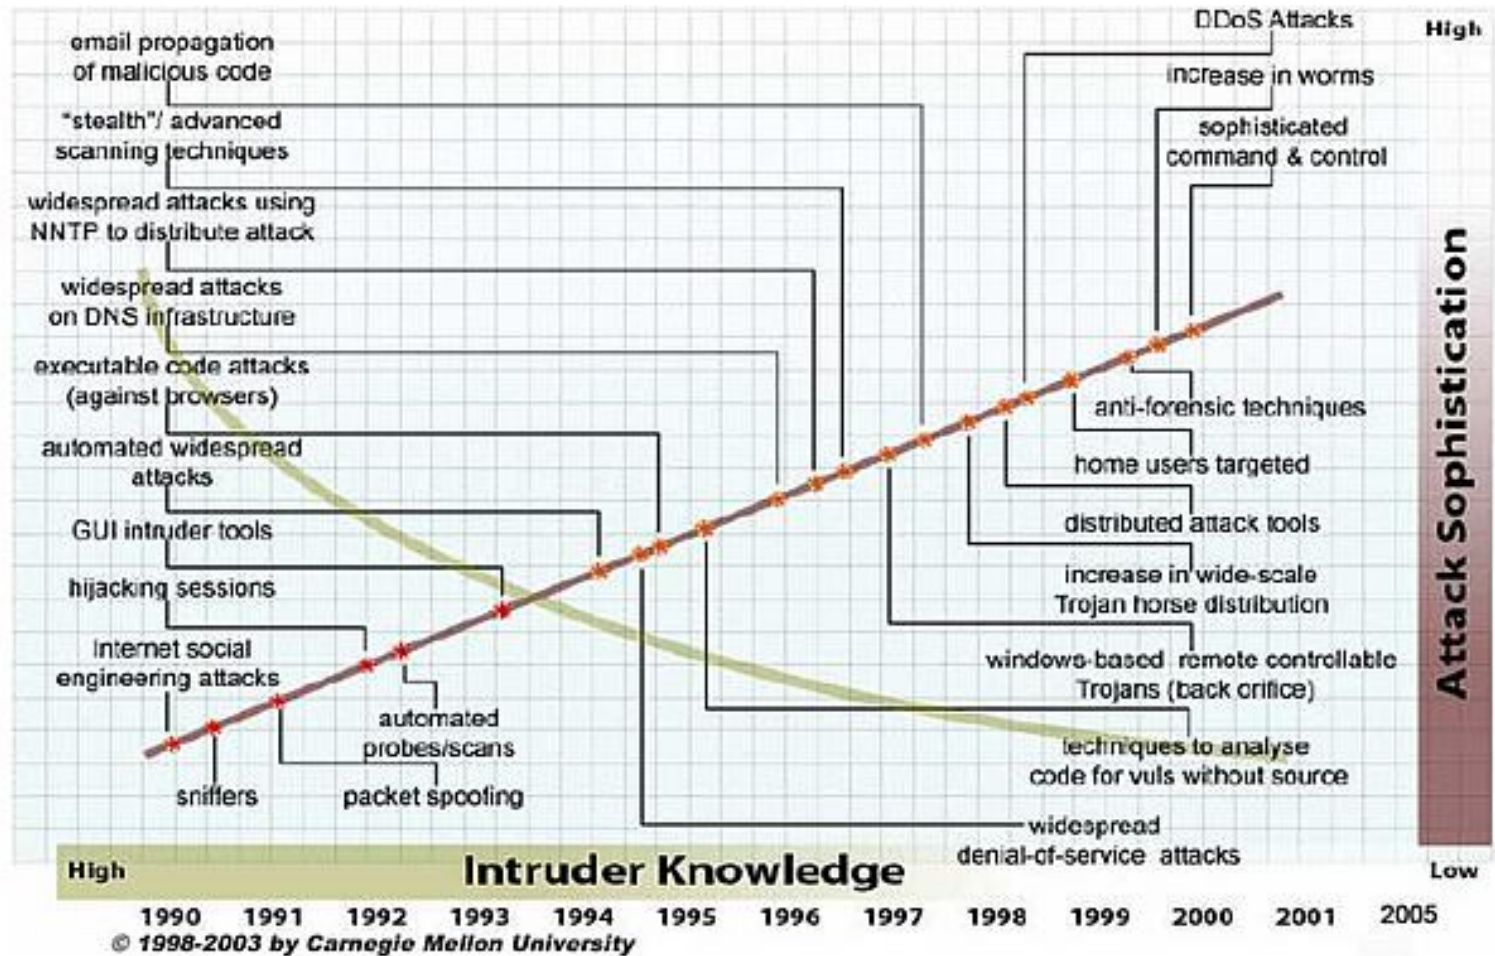 email propagation
of malicious code
"stealth"/ advanced
scanning techniques
widespread attacks using
NNTP to distribute attack
widespread attacks
on DNS infrastructure
executable code attacks
(against browsers)
automated widespread
attacks
GUI intruder tools
hijacking sessions
Internet social
engineering attacks
sniffers
packet spoofing
automated
probes/scans
DDoS Attacks
increase in worms
sophisticated
command & control
anti-forensic techniques
home users targeted
distributed attack tools
increase in wide-scale
Trojan horse distribution
windows-based remote controllable
Trojans (back orifice)
techniques to analyse
code for vuls without source
widespread
denial-of-service attacks
High
Attack Sophistication
Low
High
Intruder Knowledge
1990 1991 1992 1993 1994 1995 1996 1997 1998 1999 2000 2001 2005
© 1998-2003 by Carnegie Mellon University